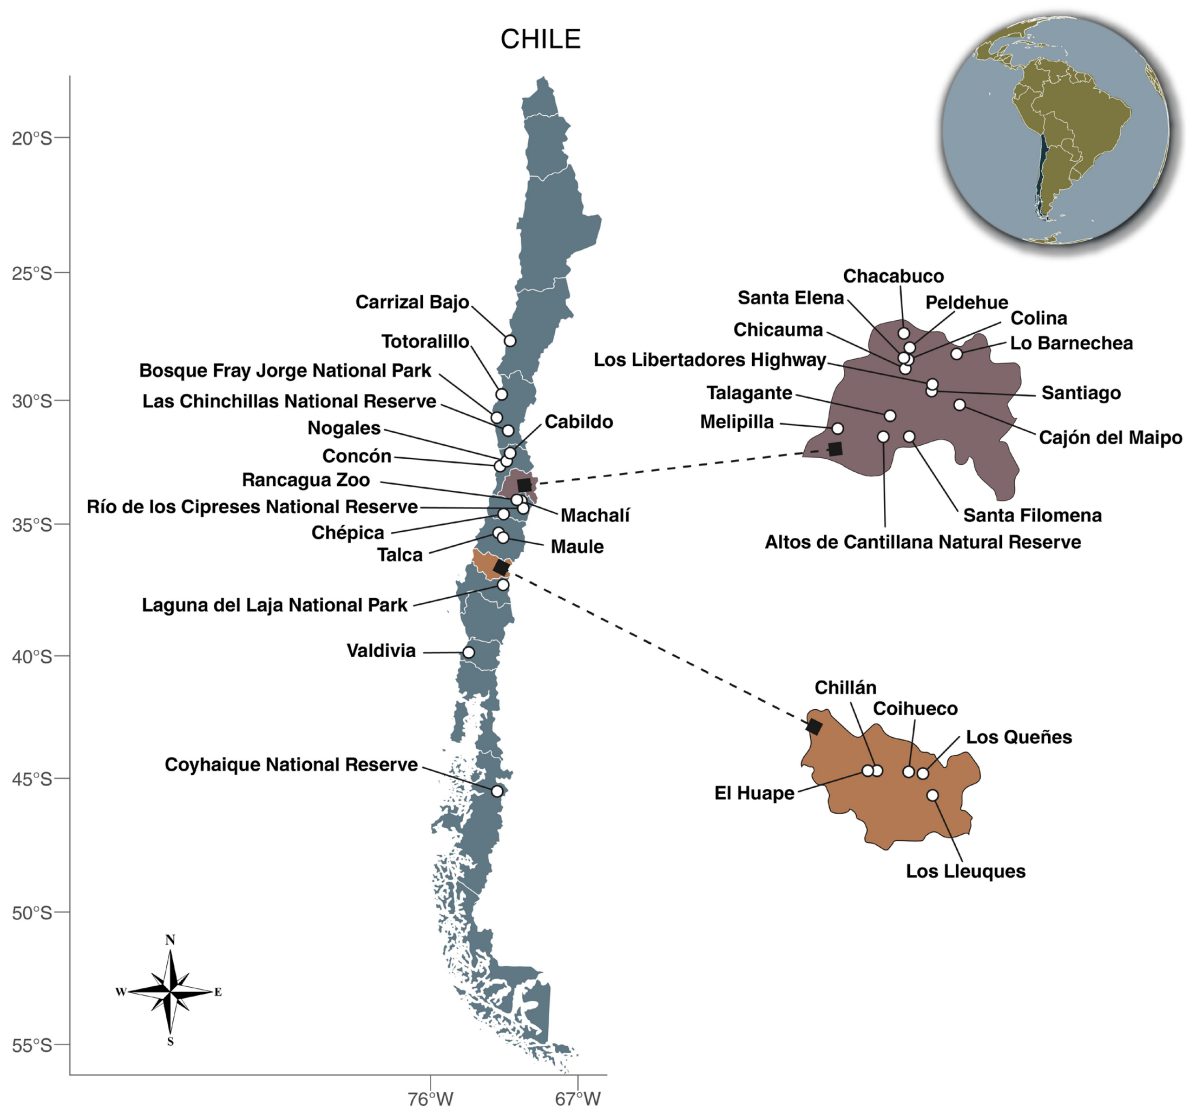 CHILE
20°S
25°S
30°S
35°S
40°S
45°S
50°S
55°S
76°W
67°W
Carrizal Bajo
Totoralillo
Bosque Fray Jorge National Park
Las Chinchillas National Reserve
Cabildo
Nogales
Concón
Rancagua Zoo
Río de los Cipreses National Reserve
Machalí
Chépica
Maule
Talca
Laguna del Laja National Park
Valdivia
Coyhaique National Reserve
Chacabuco
Santa Elena
Peldehue
Colina
Chicauma
Lo Barnechea
Los Libertadores Highway
Talagante
Santiago
Melipilla
Cajón del Maipo
Santa Filomena
Altos de Cantillana Natural Reserve
Chillán
Coihueco
Los Queñes
El Huape
Los Lleuques
N
W
E
S